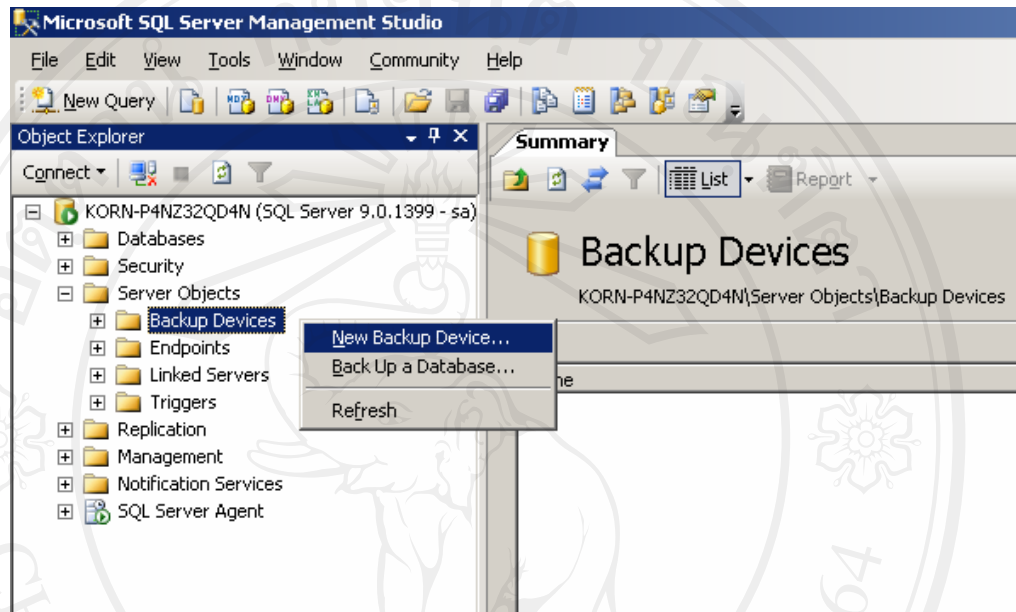 Microsoft SQL Server Management Studio
File Edit View Tools Window Community Help
New Query
Object Explorer
Connect
KORN-P4NZ32QD4N (SQL Server 9.0.1399 - sa)
Databases
Security
Server Objects
Backup Devices
Endpoints
Linked Servers
Triggers
Replication
Management
Notification Services
SQL Server Agent
New Backup Device...
Back Up a Database...
Refresh
Summary
List Report
Backup Devices
KORN-P4NZ32QD4N\Server Objects\Backup Devices